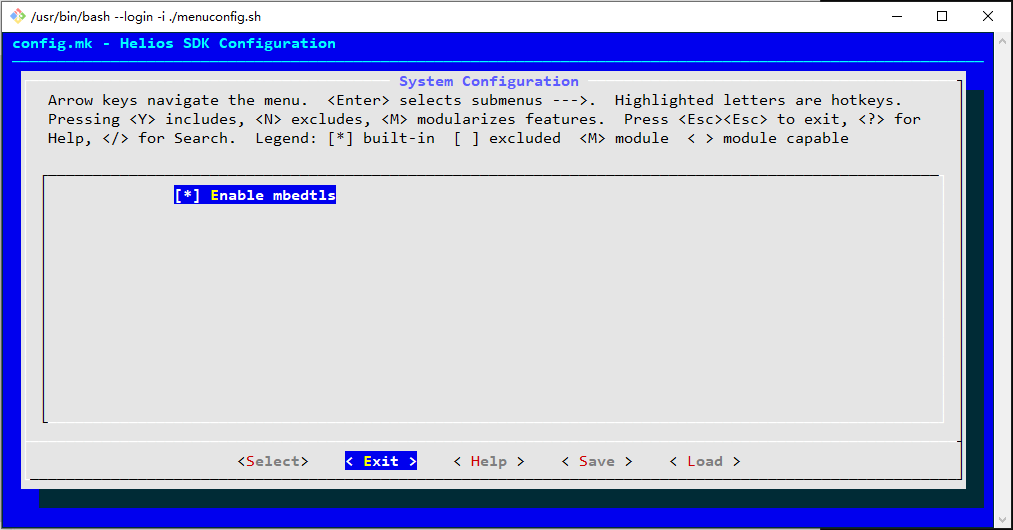 /usr/bin/bash --login -i ./menuconfig.sh
config.mk - Helios SDK Configuration
System Configuration
Arrow keys navigate the menu.  <Enter> selects submenus --->.  Highlighted letters are hotkeys.
Pressing <Y> includes, <N> excludes, <M> modularizes features.  Press <Esc><Esc> to exit, <?> for
Help, </> for Search.  Legend: [*] built-in  [ ] excluded  <M> module  < > module capable
[*] Enable mbedtls
<Select>    < Exit >    < Help >    < Save >    < Load >